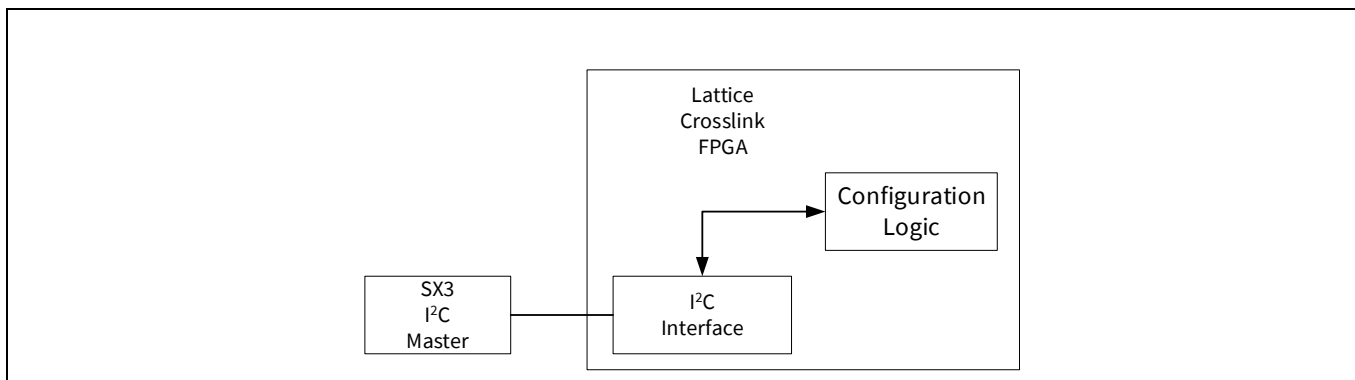 Lattice
Crosslink
FPGA
Configuration
Logic
SX3
I²C
Master
I²C
Interface